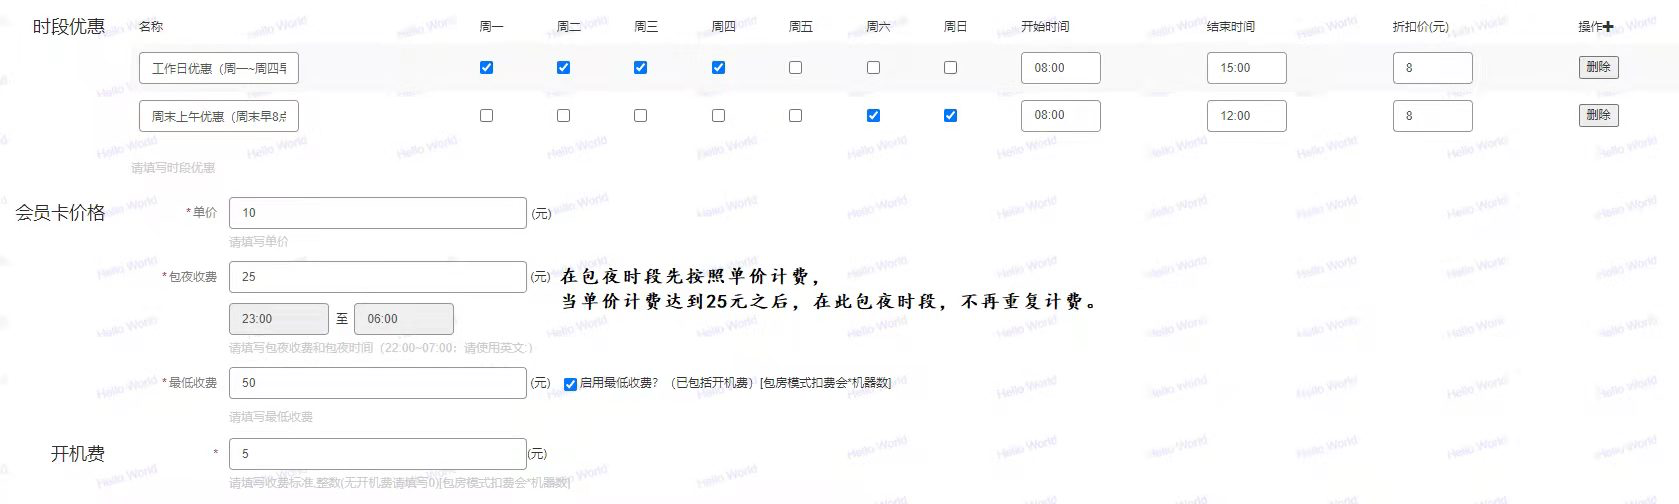 时段优惠 名称 周一 周二 周三 周四 周五 周六 周日 开始时间 结束时间 折扣价(元) 操作✚
工作日优惠（周一~周四早 08:00 15:00 8 删除
周末上午优惠（周末早8点 08:00 12:00 8 删除
请填写时段优惠
会员卡价格 *单价 10 (元)
请填写单价
*包夜收费 25 (元) 在包夜时段先按照单价计费，
当单价计费达到25元之后，在此包夜时段，不再重复计费。
23:00 至 06:00
请填写包夜收费和包夜时间（22:00~07:00；请使用英文:）
*最低收费 50 (元) 启用最低收费？（已包括开机费）[包房模式扣费会*机器数]
请填写最低收费
开机费 * 5 (元)
请填写收费标准,整数(无开机费请填写0)[包房模式扣费会*机器数]
Hello World